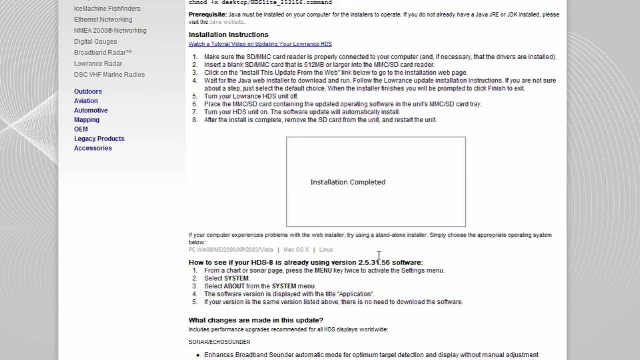 chmod +x desktop/HDSlite_253156.command
IceMachine Fishfinders
Ethernet Networking
NMEA 2000® Networking
Digital Gauges
Broadband Radar™
Lowrance Radar
DSC VHF Marine Radios
Outdoors
Aviation
Automotive
Mapping
OEM
Legacy Products
Accessories
Prerequisite: Java must be installed on your computer for the installers to operate. If you do not already have a Java JRE or JDK installed, please
visit the Java website.
Installation Instructions
Watch a Tutorial Video on Updating Your Lowrance HDS
1. Make sure the SD/MMC card reader is properly connected to your computer (and, if necessary, that the drivers are installed).
2. Insert a blank SD/MMC card that is 512MB or larger into the MMC/SD card reader.
3. Click on the "Install This Update From the Web" link below to go to the installation web page.
4. Wait for the Java web installer to download and run. Follow the Lowrance update installation instructions. If you are not sure
about a step, just select the default choice. When the installer finishes you will be prompted to click Finish to exit.
5. Turn your Lowrance HDS unit off.
6. Place the MMC/SD card containing the updated operating software in the unit's MMC/SD card tray.
7. Turn your HDS unit on. The software update will automatically install.
8. After the install is complete, remove the SD card from the unit, and restart the unit.
Installation Completed
If your computer experiences problems with the web installer, try using a stand-alone installer. Simply choose the appropriate operating system
below:
PC Win98/ME/2000/XP/2003/Vista | Mac OS X | Linux
How to see if your HDS-8 is already using version 2.5.31.56 software:
1. From a chart or sonar page, press the MENU key twice to activate the Settings menu.
2. Select SYSTEM.
3. Select ABOUT from the SYSTEM menu.
4. The software version is displayed with the title "Application".
5. If your version is the same version listed above, there is no need to download the software.
What changes are made in this update?
Includes performance upgrades recommended for all HDS displays worldwide:
SONAR/ECHOSOUNDER
• Enhances Broadband Sounder automatic mode for optimum target detection and display without manual adjustment